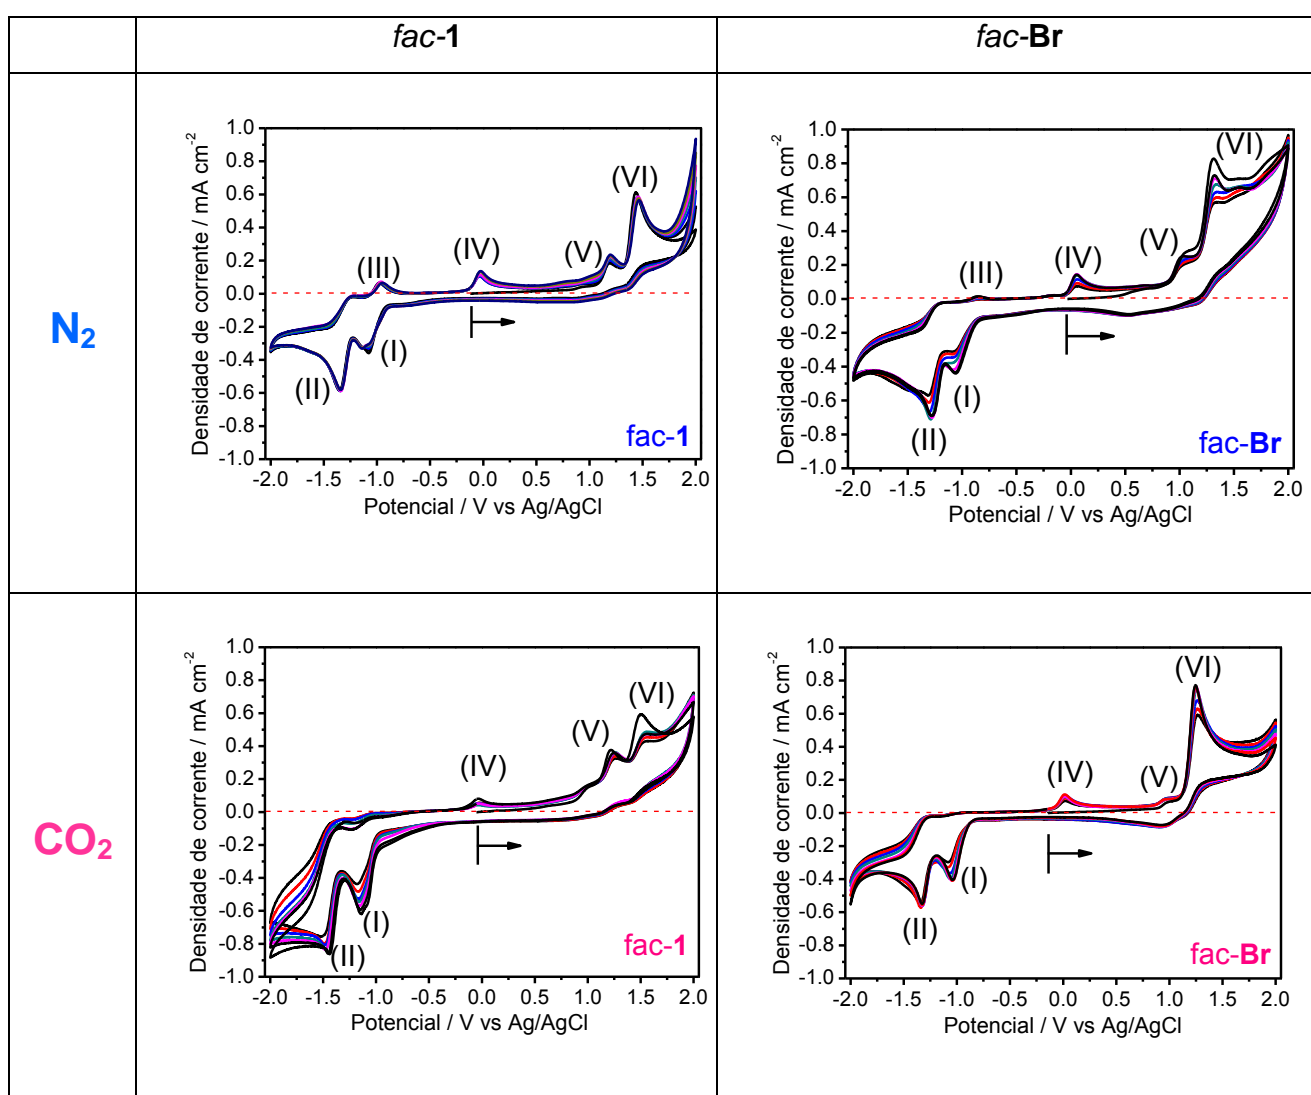 fac-1
fac-Br
N2
Densidade de corrente / mA cm-2
1.0
0.8
0.6
0.4
0.2
0.0
-0.2
-0.4
-0.6
-0.8
-1.0
(I)
(II)
(III)
(IV)
(V)
(VI)
fac-1
-2.0 -1.5 -1.0 -0.5 0.0 0.5 1.0 1.5 2.0
Potencial / V vs Ag/AgCl
Densidade de corrente / mA cm-2
1.0
0.8
0.6
0.4
0.2
0.0
-0.2
-0.4
-0.6
-0.8
-1.0
(I)
(II)
(III)
(IV)
(V)
(VI)
fac-Br
-2.0 -1.5 -1.0 -0.5 0.0 0.5 1.0 1.5 2.0
Potencial / V vs Ag/AgCl
CO2
Densidade de corrente / mA cm-2
1.0
0.8
0.6
0.4
0.2
0.0
-0.2
-0.4
-0.6
-0.8
-1.0
(I)
(II)
(IV)
(V)
(VI)
fac-1
-2.0 -1.5 -1.0 -0.5 0.0 0.5 1.0 1.5 2.0
Potencial / V vs Ag/AgCl
Densidade de corrente / mA cm-2
1.0
0.8
0.6
0.4
0.2
0.0
-0.2
-0.4
-0.6
-0.8
-1.0
(I)
(II)
(IV)
(V)
(VI)
fac-Br
-2.0 -1.5 -1.0 -0.5 0.0 0.5 1.0 1.5 2.0
Potencial / V vs Ag/AgCl